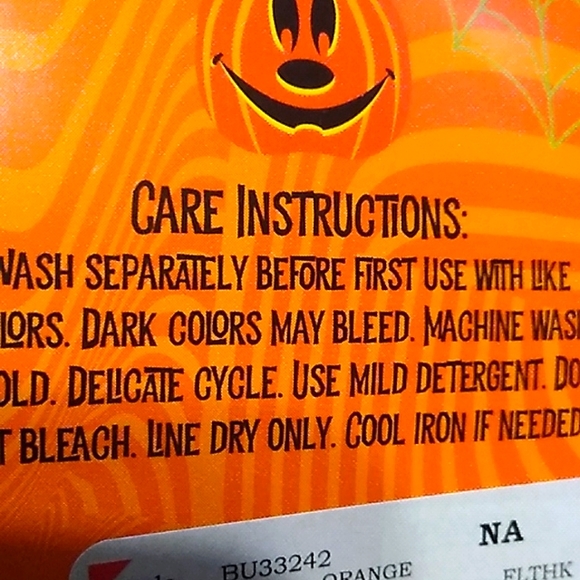 CARE INSTRUCTIONS:
WASH SEPARATELY BEFORE FIRST USE WITH LIKE
LORS. DARK COLORS MAY BLEED. MACHINE WASH
OLD. DELICATE CYCLE. USE MILD DETERGENT. DO
T BLEACH. LINE DRY ONLY. COOL IRON IF NEEDED
NA
BU33242
ORANGE FLTHK